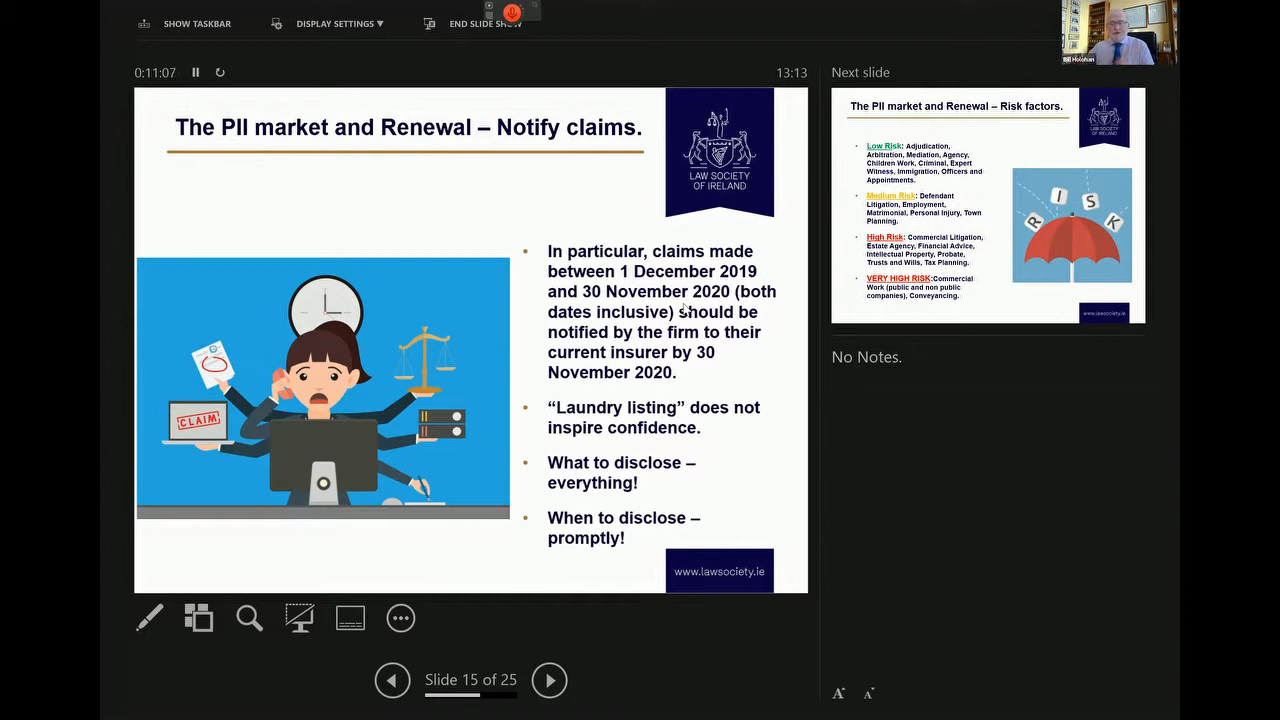 SHOW TASKBAR
DISPLAY SETTINGS ▼
END SLIDE SHOW
Bill Holohan
0:11:07
13:13
The PII market and Renewal – Notify claims.
LAW SOCIETY
OF IRELAND
CLAIM
• In particular, claims made
between 1 December 2019
and 30 November 2020 (both
dates inclusive) should be
notified by the firm to their
current insurer by 30
November 2020.
• “Laundry listing” does not
inspire confidence.
• What to disclose –
everything!
• When to disclose –
promptly!
www.lawsociety.ie
Slide 15 of 25
Next slide
The PII market and Renewal – Risk factors.
LAW SOCIETY
OF IRELAND
• Low Risk: Adjudication,
Arbitration, Mediation, Agency,
Children Work, Criminal, Expert
Witness, Immigration, Officers and
Appointments.
• Medium Risk: Defendant
Litigation, Employment,
Matrimonial, Personal Injury, Town
Planning.
• High Risk: Commercial Litigation,
Estate Agency, Financial Advice,
Intellectual Property, Probate,
Trusts and Wills, Tax Planning.
• VERY HIGH RISK:Commercial
Work (public and non public
companies), Conveyancing.
RISK
www.lawsociety.ie
No Notes.
A A